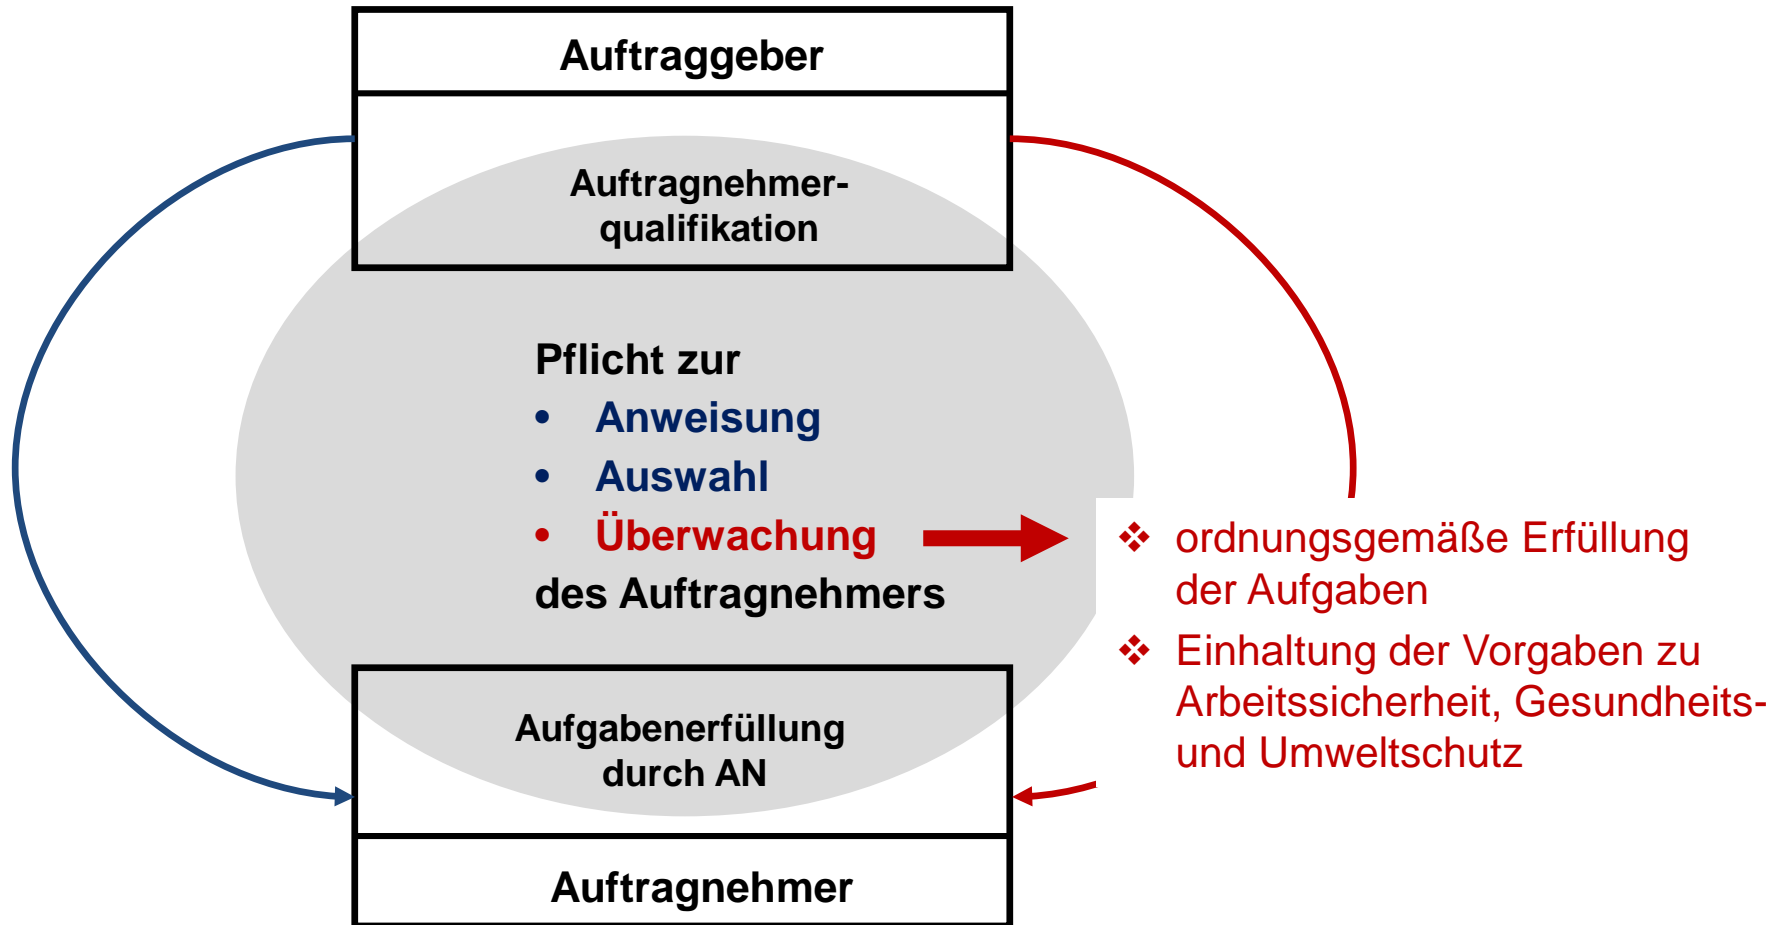 Auftraggeber
Auftragnehmer-
qualifikation
Pflicht zur
• Anweisung
• Auswahl
• Überwachung
des Auftragnehmers
❖ ordnungsgemäße Erfüllung
der Aufgaben
❖ Einhaltung der Vorgaben zu
Arbeitssicherheit, Gesundheits-
und Umweltschutz
Aufgabenerfüllung
durch AN
Auftragnehmer